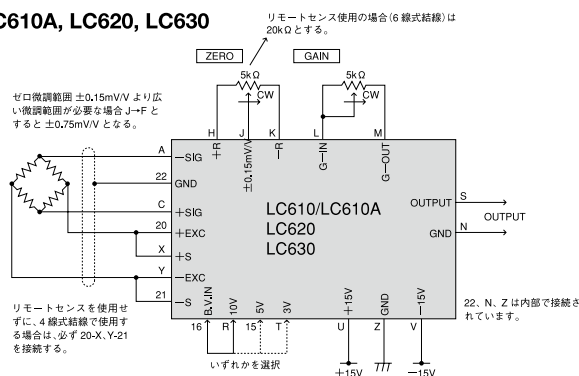 C610A, LC620, LC630
リモートセンス使用の場合(6 線式結線)は
20kΩとする。
ZERO
GAIN
5kΩ
5kΩ
CW
CW
ゼロ微調範囲 ±0.15mV/V より広
い微調範囲が必要な場合 J→F と
すると ±0.75mV/V となる。
H
J
K
L
M
+R
±0.15mV/V
−R
G−IN
G−OUT
A
−SIG
22
GND
C
+SIG
20
+EXC
X
+S
Y
−EXC
21
−S
LC610/LC610A
LC620
LC630
OUTPUT
S
GND
N
OUTPUT
B.V.IN
10V
5V
3V
+15V
GND
−15V
16
R
15
T
U
Z
V
いずれかを選択
+15V
−15V
リモートセンスを使用せ
ずに、4 線式結線で使用す
る場合は、必ず 20-X、Y-21
を接続する。
22、N、Z は内部で接続さ
れています。